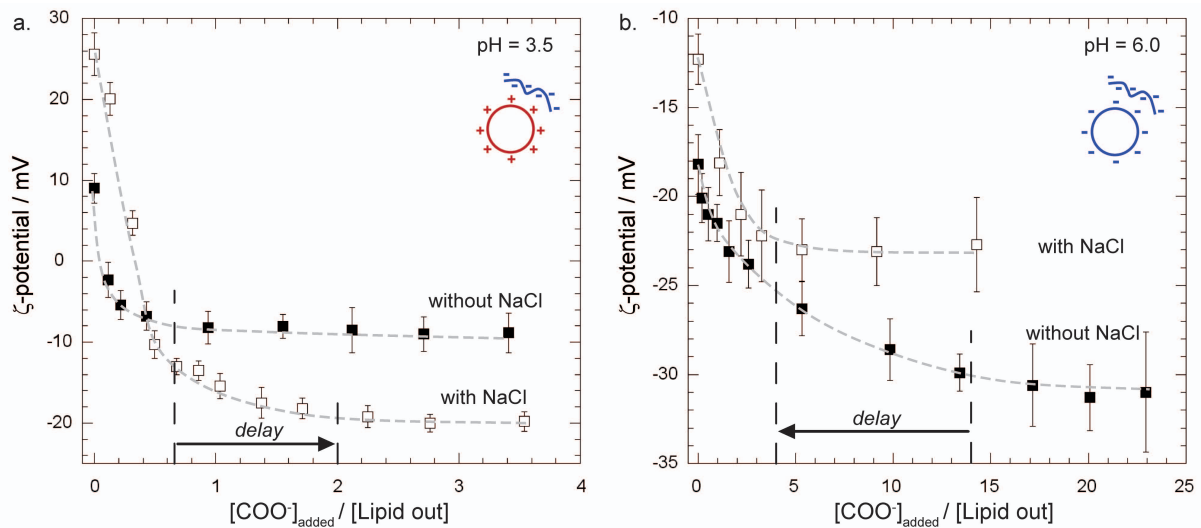 a.
pH = 3.5
ζ-potential / mV
30
20
10
0
-10
-20
without NaCl
with NaCl
delay
0
1
2
3
4
[COO⁻]added / [Lipid out]
b.
pH = 6.0
ζ-potential / mV
-10
-15
-20
-25
-30
-35
with NaCl
without NaCl
delay
0
5
10
15
20
25
[COO⁻]added / [Lipid out]